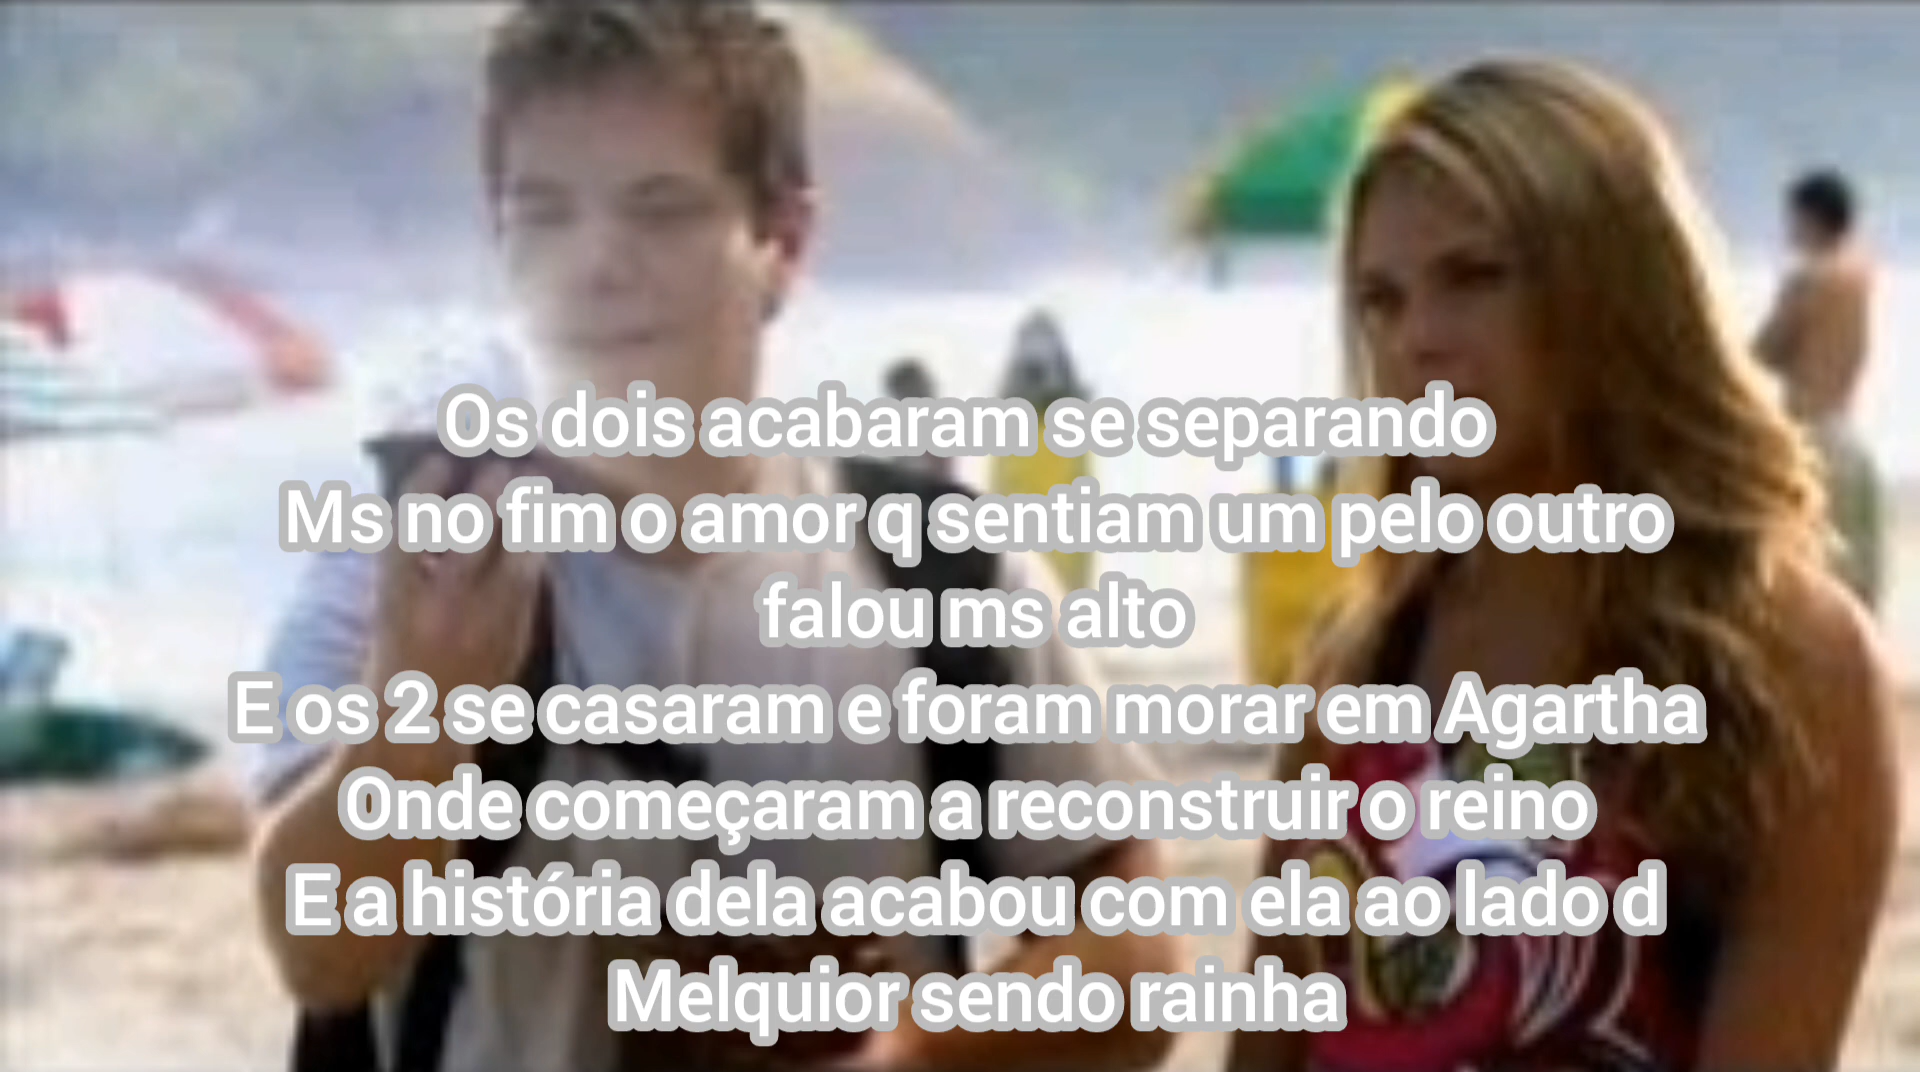 Os dois acabaram se separando
Ms no fim o amor q sentiam um pelo outro
falou ms alto
E os 2 se casaram e foram morar em Agartha
Onde começaram a reconstruir o reino
E a história dela acabou com ela ao lado d
Melquior sendo rainha